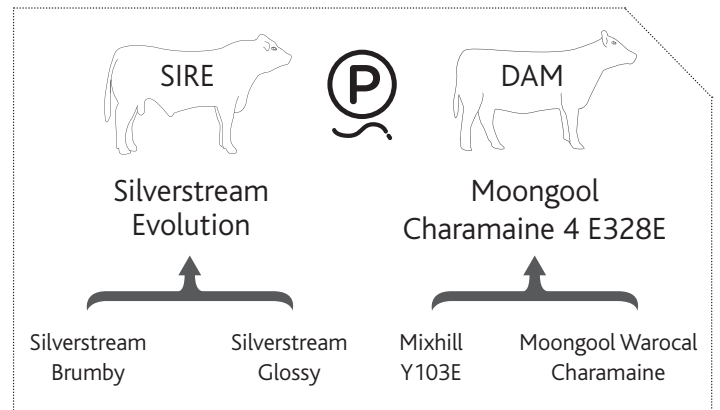 SIRE
P
DAM
Silverstream
Evolution
Moongool
Charamaine 4 E328E
Silverstream
Brumby
Silverstream
Glossy
Mixhill
Y103E
Moongool Warocal
Charamaine